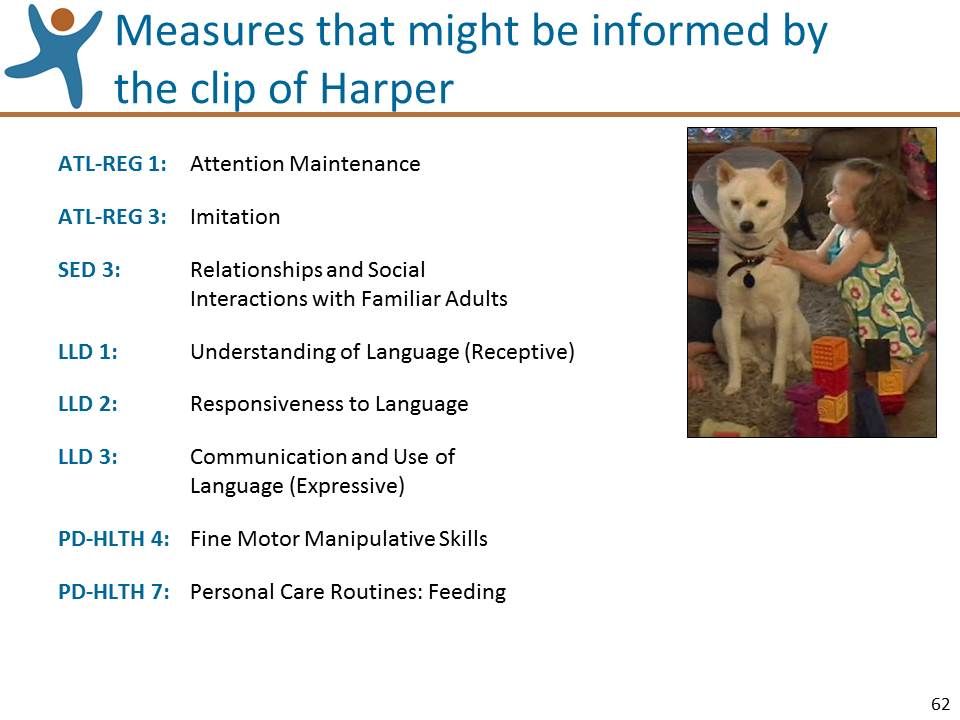 Measures that might be informed by
the clip of Harper
ATL-REG 1: Attention Maintenance
ATL-REG 3: Imitation
SED 3: Relationships and Social
Interactions with Familiar Adults
LLD 1: Understanding of Language (Receptive)
LLD 2: Responsiveness to Language
LLD 3: Communication and Use of
Language (Expressive)
PD-HLTH 4: Fine Motor Manipulative Skills
PD-HLTH 7: Personal Care Routines: Feeding
62